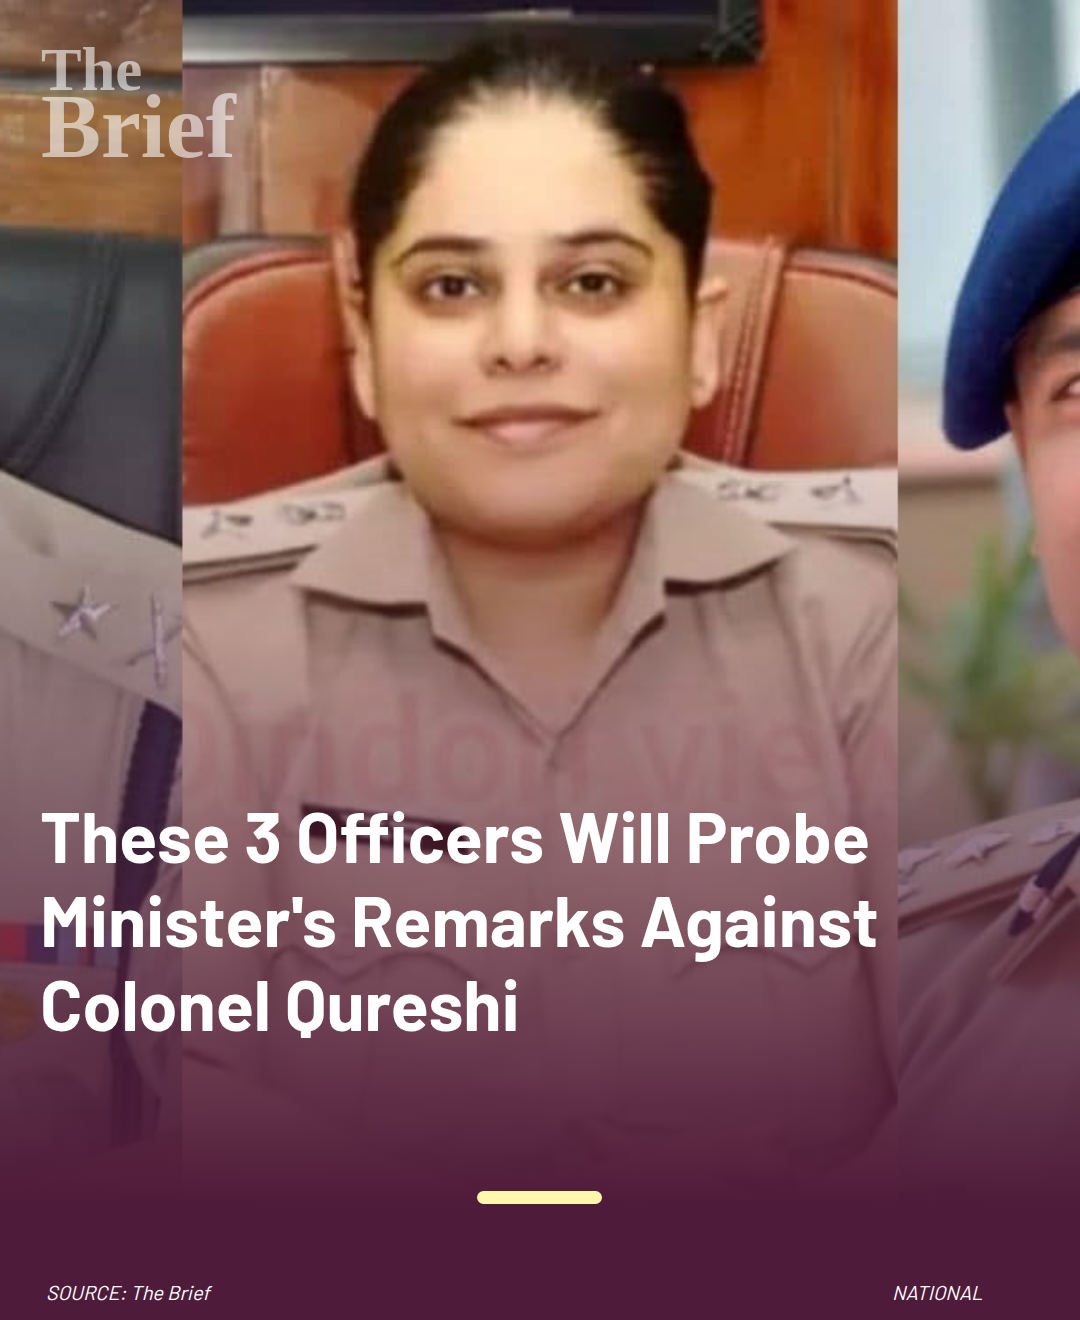 The
Brief
These 3 Officers Will Probe
Minister's Remarks Against
Colonel Qureshi
SOURCE: The Brief
NATIONAL